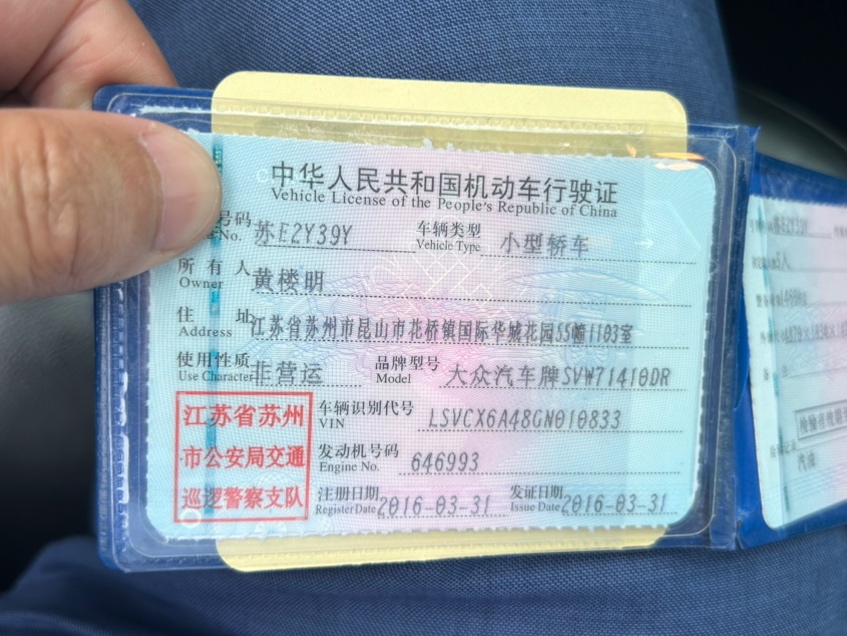 中华人民共和国机动车行驶证
Vehicle License of the People's Republic of China
号码 苏E2Y39Y 车辆类型 小型轿车
No. Vehicle Type
所有人 黄楼明
Owner
住址 江苏省苏州市昆山市花桥镇国际华城花园55幢1103室
Address
使用性质 非营运 品牌型号 大众汽车牌SVW71410DR
Use Character Model
江苏省苏州
市公安局交通
巡逻警察支队
车辆识别代号 LSVCX6A48GN010833
VIN
发动机号码 646993
Engine No.
注册日期 2016-03-31 发证日期 2016-03-31
Register Date Issue Date